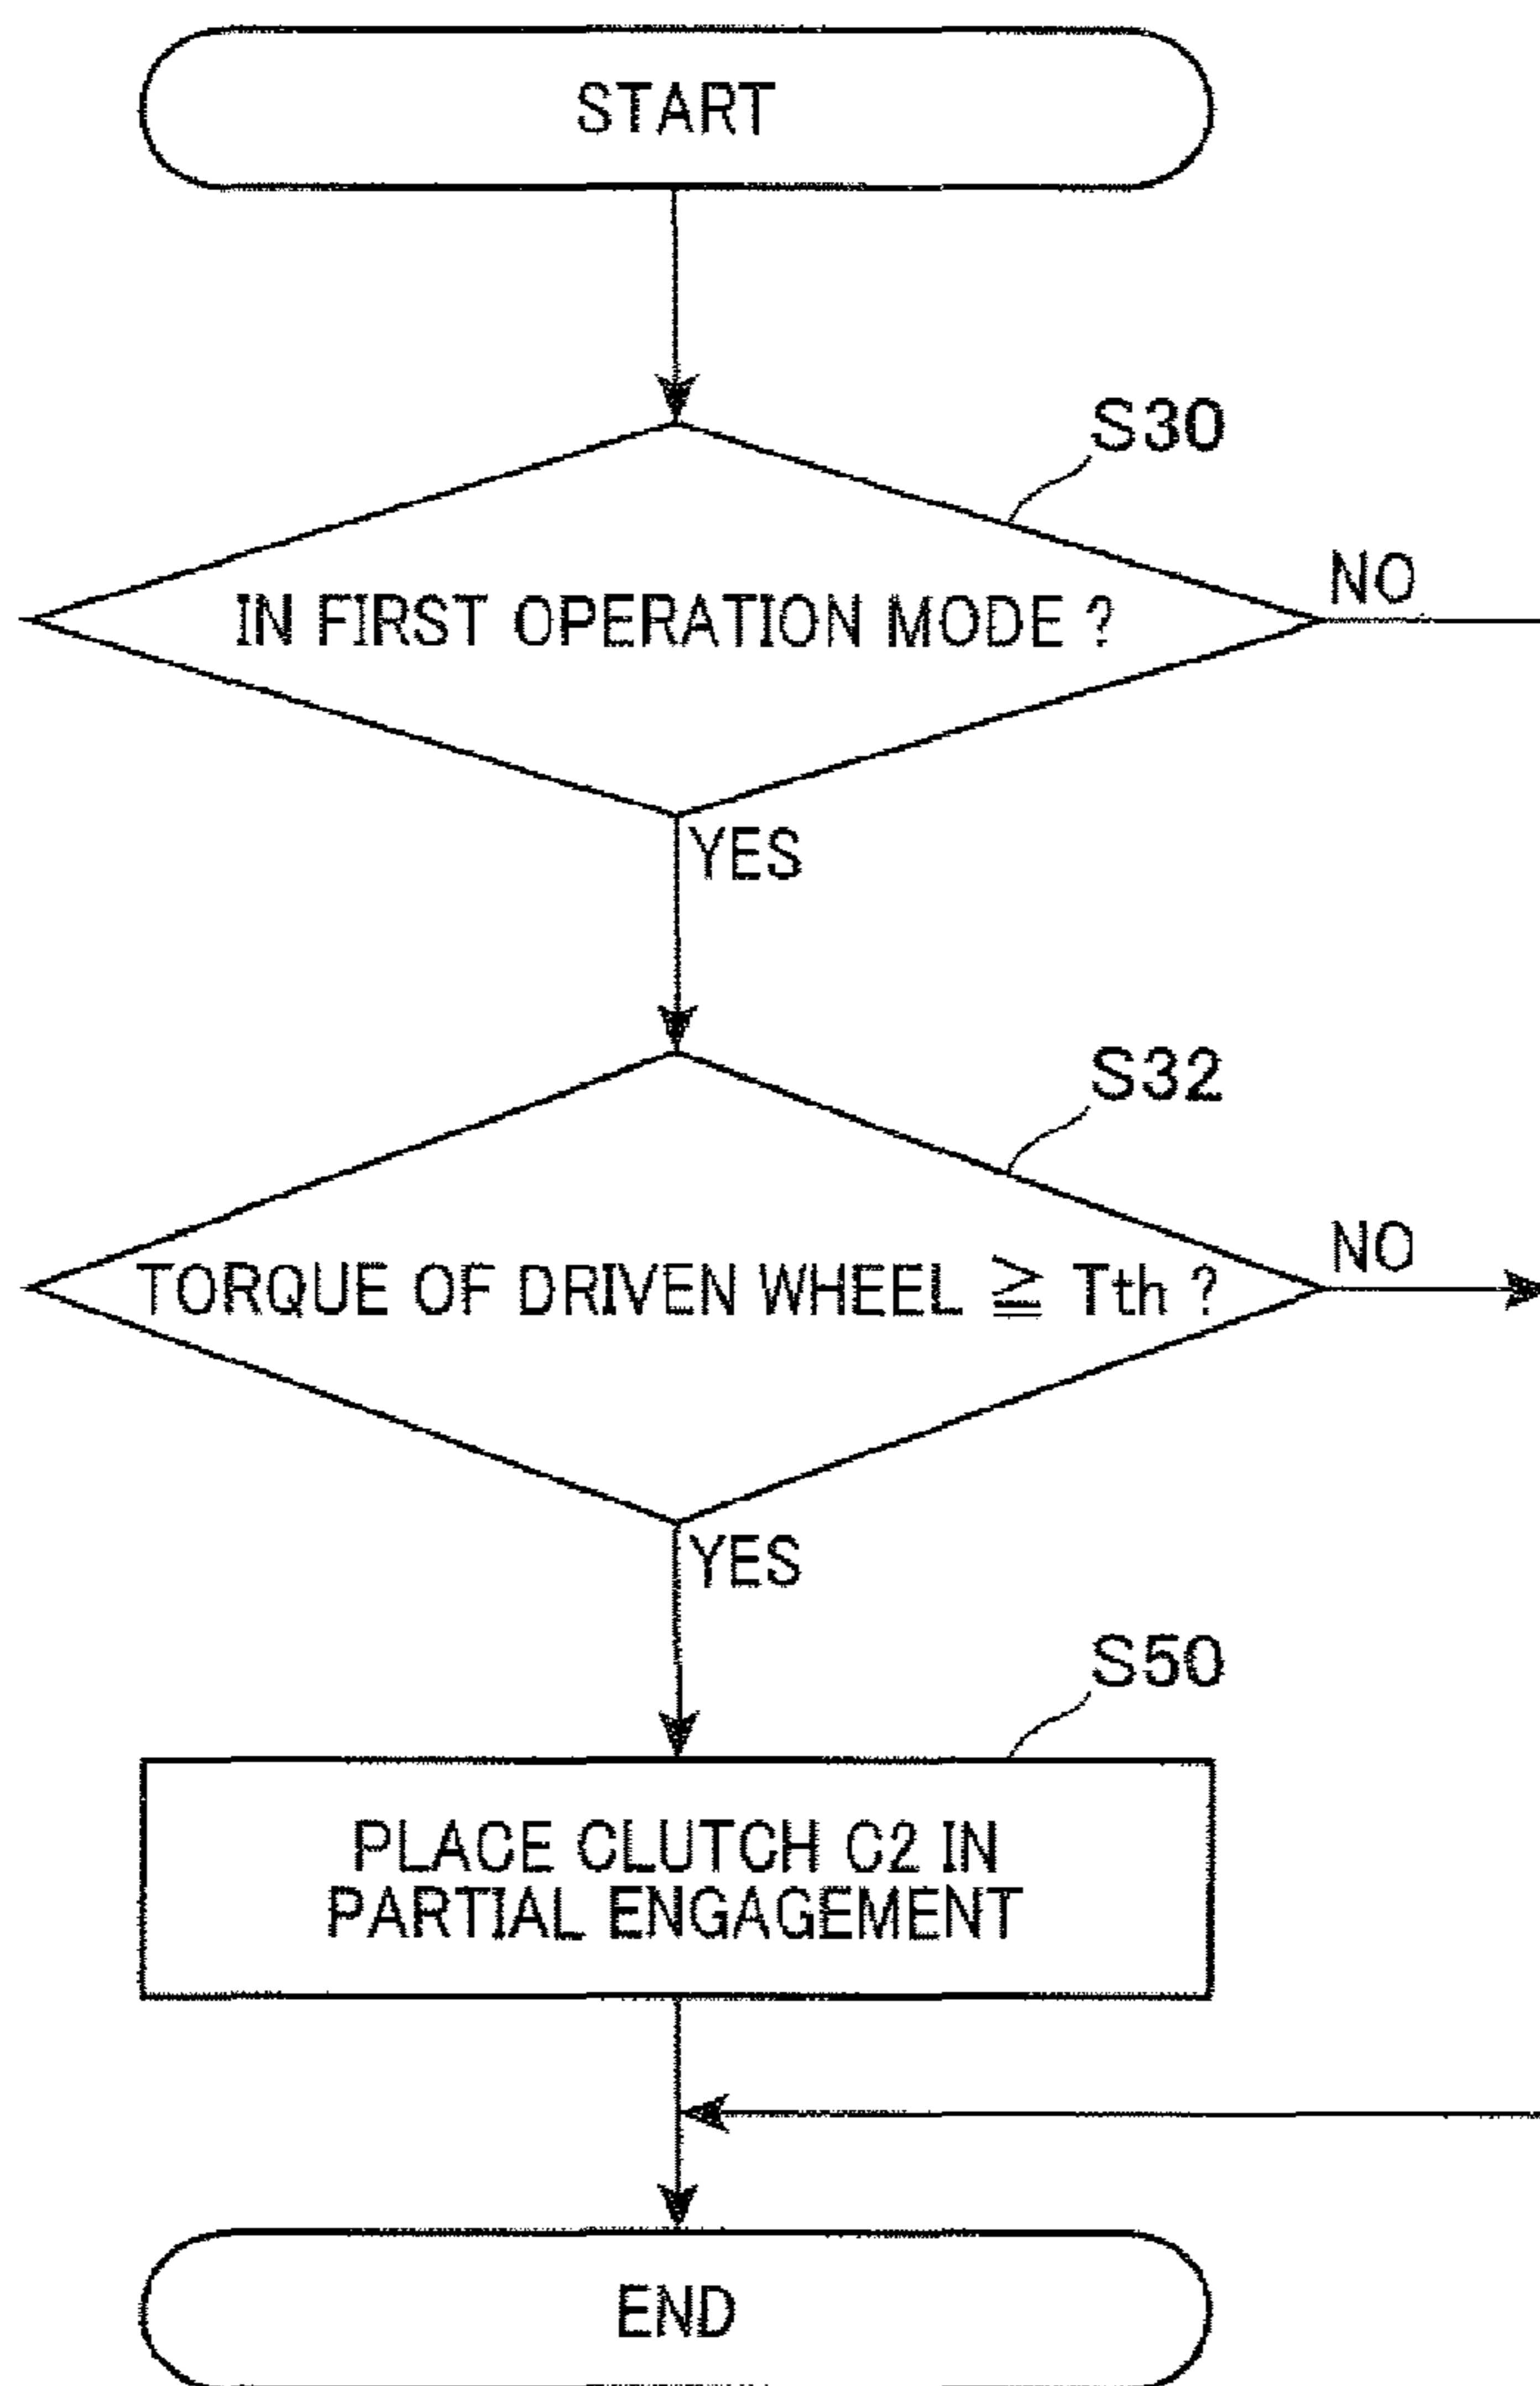 START
S30
IN FIRST OPERATION MODE ?
NO
YES
S32
TORQUE OF DRIVEN WHEEL ≧ Tth ?
NO
YES
S50
PLACE CLUTCH C2 IN
PARTIAL ENGAGEMENT
END